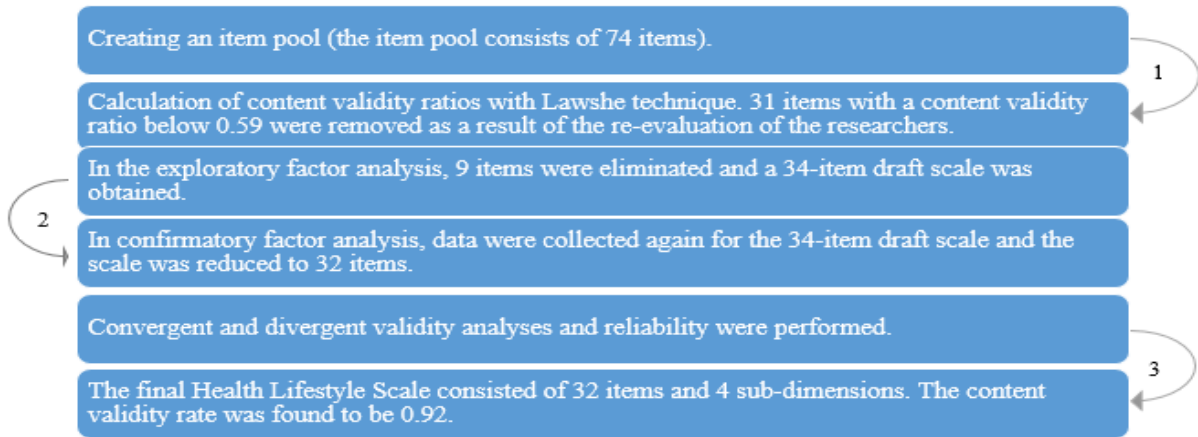 Creating an item pool (the item pool consists of 74 items).
1
Calculation of content validity ratios with Lawshe technique. 31 items with a content validity
ratio below 0.59 were removed as a result of the re-evaluation of the researchers.
In the exploratory factor analysis, 9 items were eliminated and a 34-item draft scale was
obtained.
2
In confirmatory factor analysis, data were collected again for the 34-item draft scale and the
scale was reduced to 32 items.
Convergent and divergent validity analyses and reliability were performed.
3
The final Health Lifestyle Scale consisted of 32 items and 4 sub-dimensions. The content
validity rate was found to be 0.92.